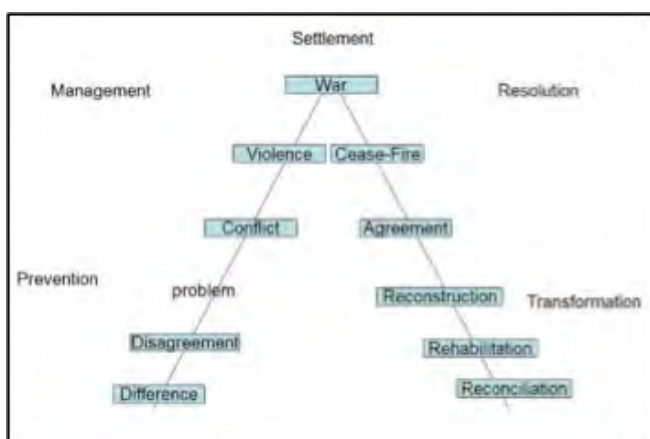 Settlement
War
Management
Resolution
Violence
Cease-Fire
Conflict
Agreement
Prevention
problem
Reconstruction
Transformation
Disagreement
Rehabilitation
Difference
Reconciliation